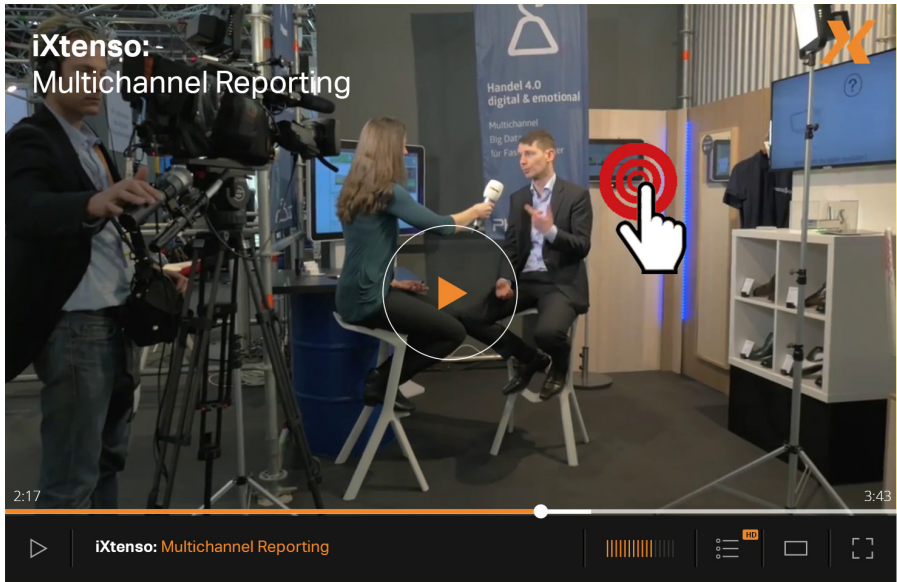 iXtenso: -
Multichannel Reporting
Handel 4.0
digital & emotional
Multichannel
Big Data
für
?
2:17
3:43
iXtenso: Multichannel Reporting
HD